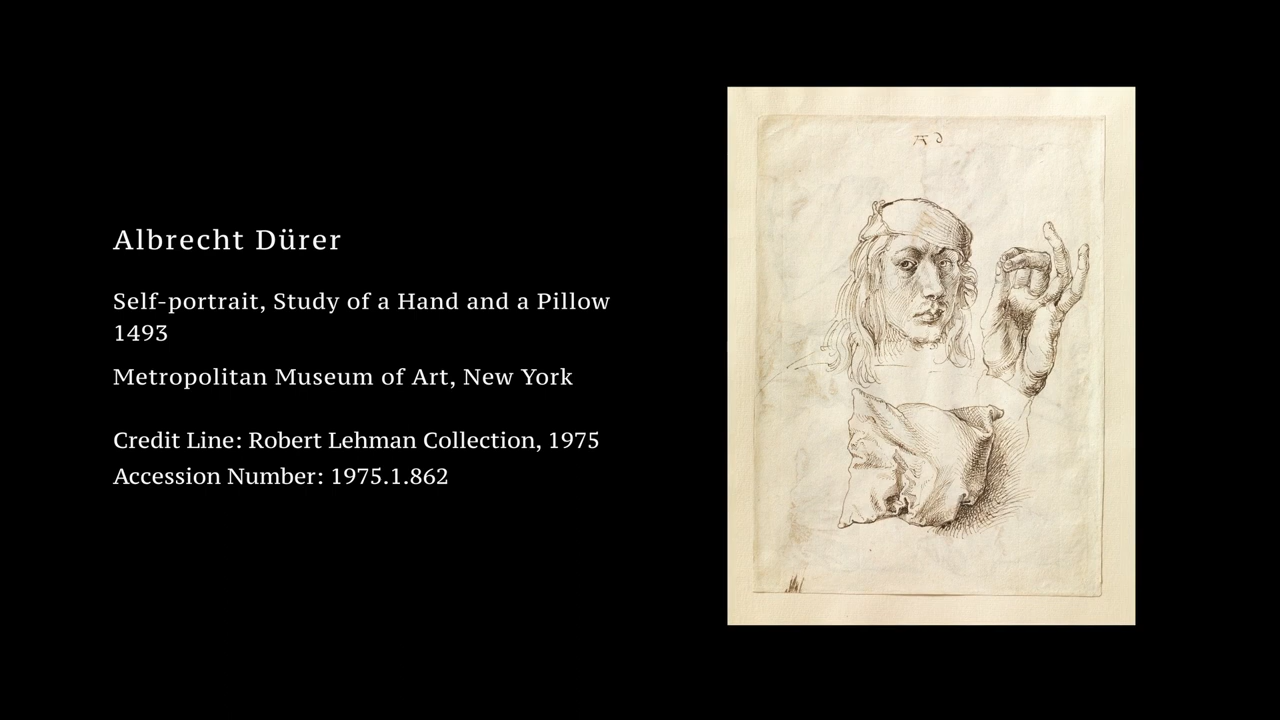 Albrecht Dürer
Self-portrait, Study of a Hand and a Pillow
1493
Metropolitan Museum of Art, New York
Credit Line: Robert Lehman Collection, 1975
Accession Number: 1975.1.862